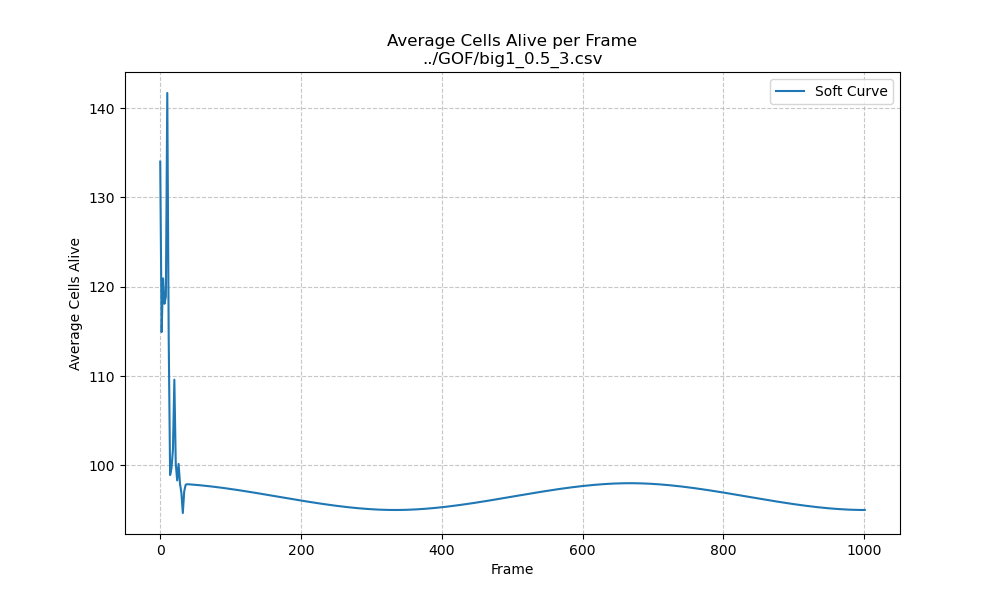 Average Cells Alive per Frame
../GOF/big1_0.5_3.csv
Soft Curve
140
130
120
110
100
Average Cells Alive
0 200 400 600 800 1000
Frame